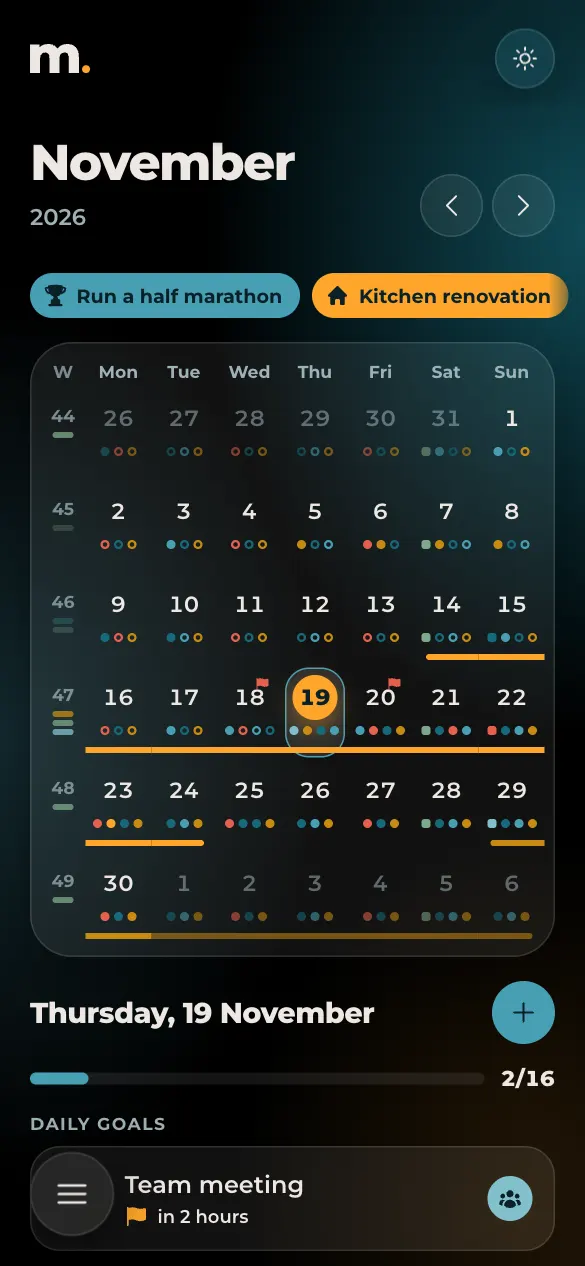 m.
November
2026
Run a half marathon Kitchen renovation
W Mon Tue Wed Thu Fri Sat Sun
44 26 27 28 29 30 31 1
45 2 3 4 5 6 7 8
46 9 10 11 12 13 14 15
47 16 17 18 19 20 21 22
48 23 24 25 26 27 28 29
49 30 1 2 3 4 5 6
Thursday, 19 November
2/16
DAILY GOALS
Team meeting
in 2 hours